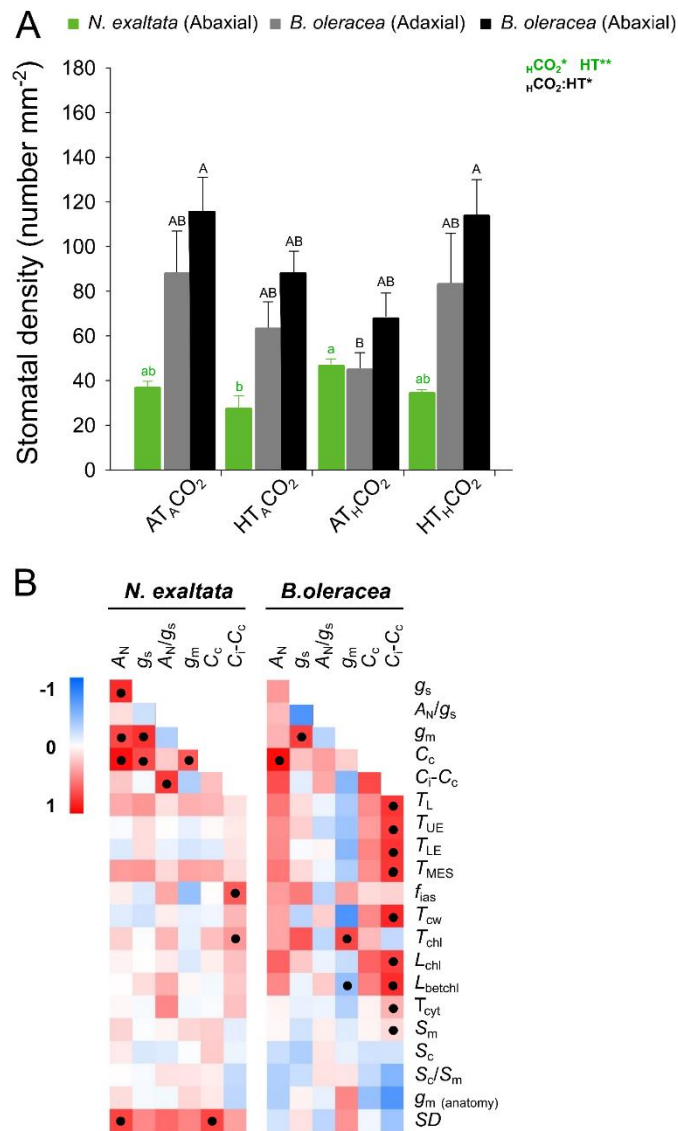 A
N. exaltata (Abaxial) B. oleracea (Adaxial) B. oleracea (Abaxial)
HCO2* HT**
HCO2:HT*
Stomatal density (number mm-2)
180
160
140
120
100
80
60
40
20
0
ab AB A
b AB AB
a B AB
ab AB A
ATACO2 HTACO2 ATHCO2 HTHCO2
B
N. exaltata B.oleracea
AN gs AN/gs gm Cc Ci-Cc AN gs AN/gs gm Cc Ci-Cc
-1
0
1
gs
AN/gs
gm
Cc
Ci-Cc
TL
TUE
TLE
TMES
fias
Tcw
Tchl
Lchl
Lbetchl
Tcyt
Sm
Sc
Sc/Sm
gm (anatomy)
SD